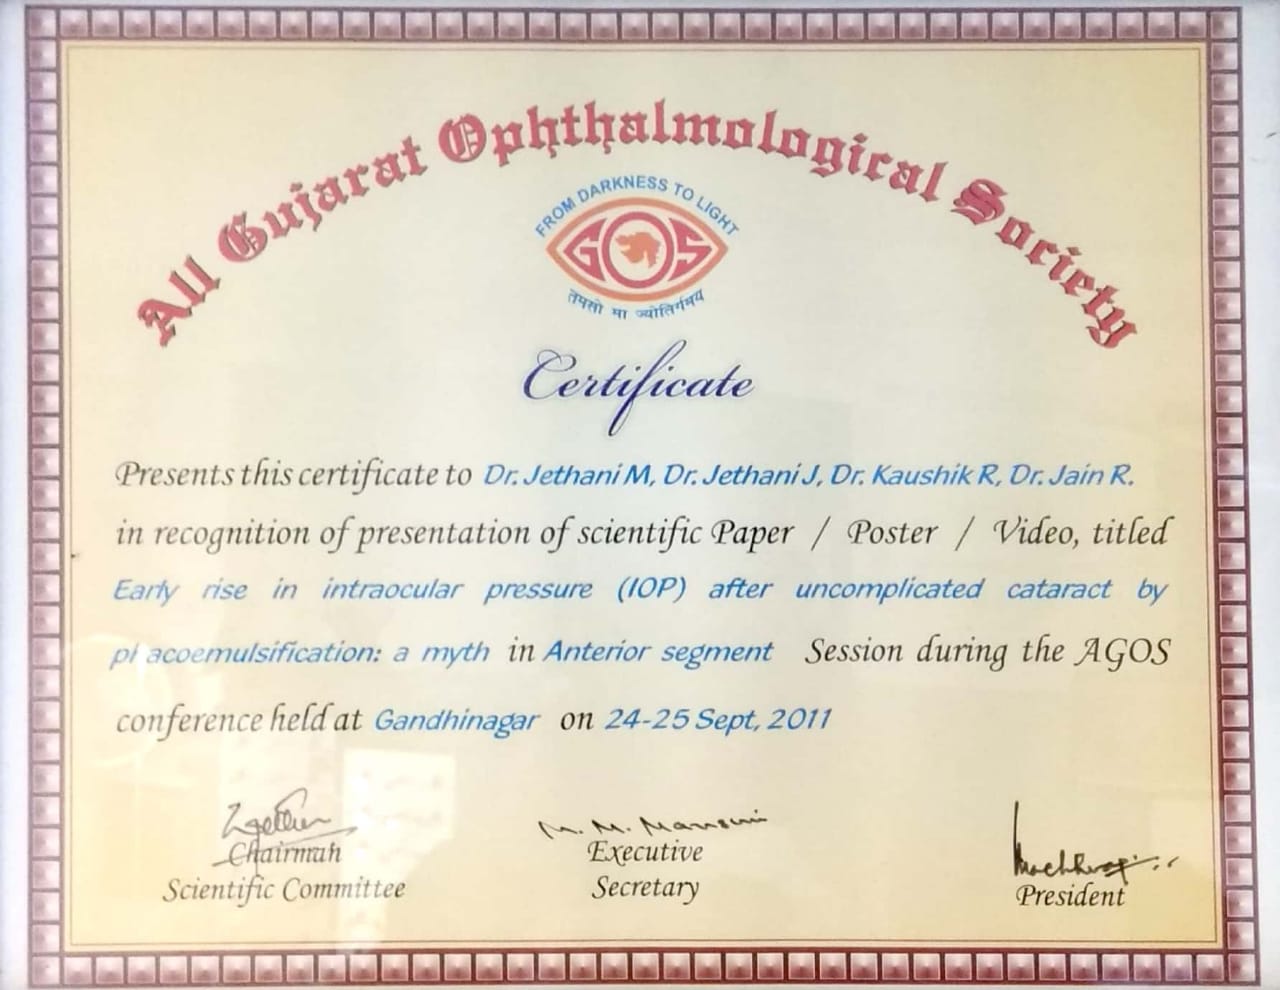 All Gujarat Ophthalmological Society
FROM DARKNESS TO LIGHT
GOS
तमसो मा ज्योतिर्गमय
Certificate
Presents this certificate to Dr. Jethani M, Dr. Jethani J, Dr. Kaushik R, Dr. Jain R.
in recognition of presentation of scientific Paper / Poster / Video, titled
Early rise in intraocular pressure (IOP) after uncomplicated cataract by
phacoemulsification: a myth in Anterior segment Session during the AGOS
conference held at Gandhinagar on 24-25 Sept, 2011
M. M. Mansuri
Chairman
Scientific Committee
Executive
Secretary
President